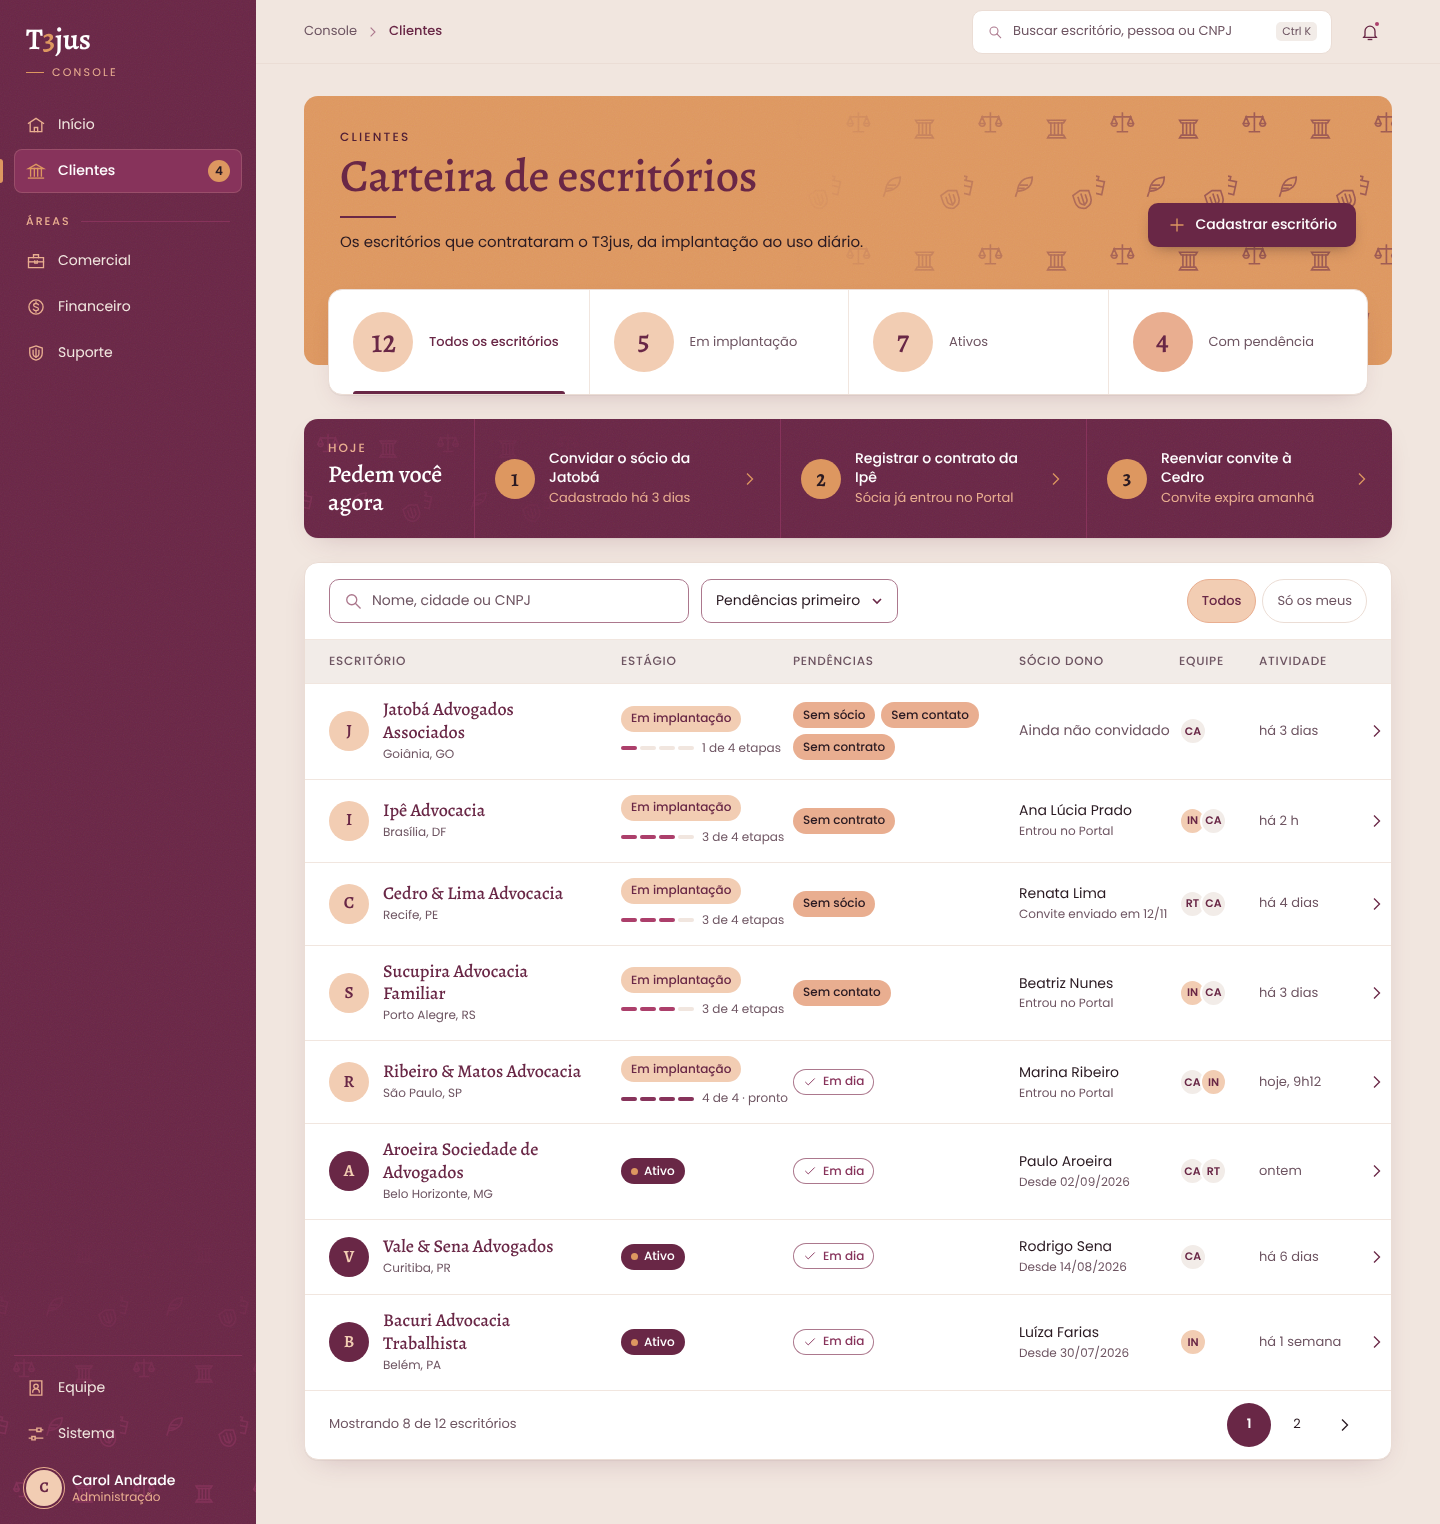 T3jus
CONSOLE
Início
Clientes
4
ÁREAS
Comercial
Financeiro
Suporte
Equipe
Sistema
C
Carol Andrade
Administração
Console
Clientes
Buscar escritório, pessoa ou CNPJ
Ctrl K
CLIENTES
Carteira de escritórios
Os escritórios que contrataram o T3jus, da implantação ao uso diário.
Cadastrar escritório
12
Todos os escritórios
5
Em implantação
7
Ativos
4
Com pendência
HOJE
Pedem você
agora
1
Convidar o sócio da
Jatobá
Cadastrado há 3 dias
2
Registrar o contrato da
Ipê
Sócia já entrou no Portal
3
Reenviar convite à
Cedro
Convite expira amanhã
Nome, cidade ou CNPJ
Pendências primeiro
Todos
Só os meus
ESCRITÓRIO ESTÁGIO PENDÊNCIAS SÓCIO DONO EQUIPE ATIVIDADE
J
Jatobá Advogados
Associados
Goiânia, GO
Em implantação
1 de 4 etapas
Sem sócio
Sem contato
Sem contrato
Ainda não convidado
CA
há 3 dias
I
Ipê Advocacia
Brasília, DF
Em implantação
3 de 4 etapas
Sem contrato
Ana Lúcia Prado
Entrou no Portal
IN
CA
há 2 h
C
Cedro & Lima Advocacia
Recife, PE
Em implantação
3 de 4 etapas
Sem sócio
Renata Lima
Convite enviado em 12/11
RT
CA
há 4 dias
S
Sucupira Advocacia
Familiar
Porto Alegre, RS
Em implantação
3 de 4 etapas
Sem contato
Beatriz Nunes
Entrou no Portal
IN
CA
há 3 dias
R
Ribeiro & Matos Advocacia
São Paulo, SP
Em implantação
4 de 4 · pronto
Em dia
Marina Ribeiro
Entrou no Portal
CA
IN
hoje, 9h12
A
Aroeira Sociedade de
Advogados
Belo Horizonte, MG
Ativo
Em dia
Paulo Aroeira
Desde 02/09/2026
CA
RT
ontem
V
Vale & Sena Advogados
Curitiba, PR
Ativo
Em dia
Rodrigo Sena
Desde 14/08/2026
CA
há 6 dias
B
Bacuri Advocacia
Trabalhista
Belém, PA
Ativo
Em dia
Luíza Farias
Desde 30/07/2026
IN
há 1 semana
Mostrando 8 de 12 escritórios
1
2